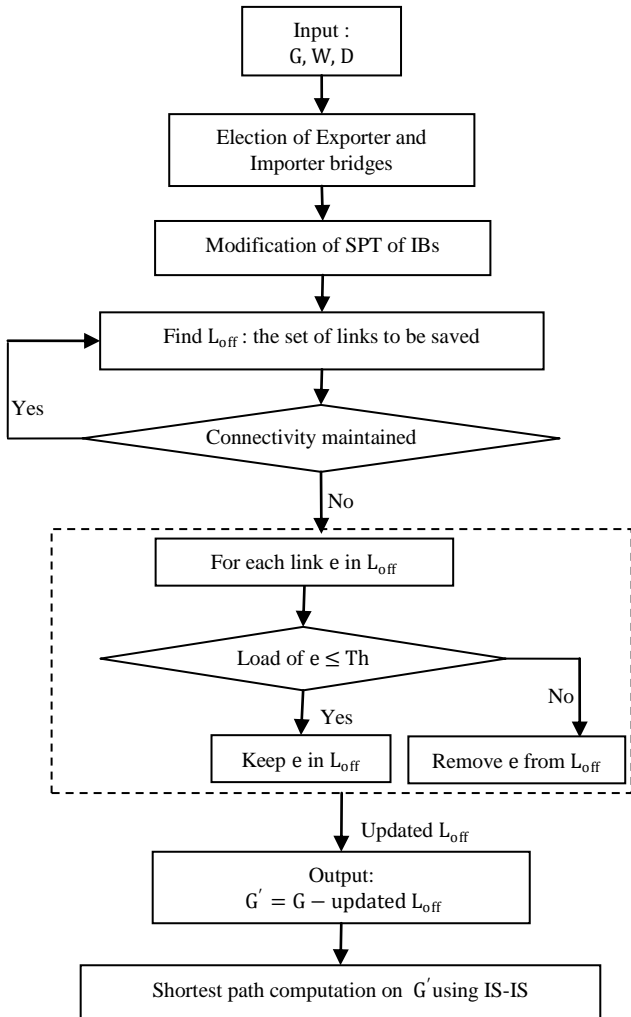 Input :
G, W, D
Election of Exporter and
Importer bridges
Modification of SPT of IBs
Find L_off : the set of links to be saved
Yes
Connectivity maintained
No
For each link e in L_off
Load of e ≤ Th
No
Yes
Keep e in L_off
Remove e from L_off
Updated L_off
Output:
G′ = G − updated L_off
Shortest path computation on G′ using IS-IS